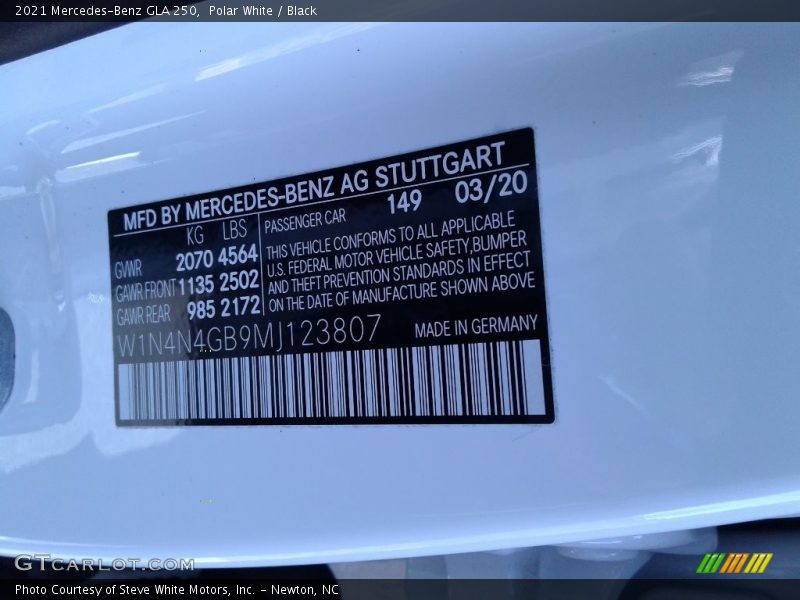 2021 Mercedes-Benz GLA 250,  Polar White / Black
MFD BY MERCEDES-BENZ AG STUTTGART
KG LBS
GVWR 2070 4564
GAWR FRONT 1135 2502
GAWR REAR 985 2172
PASSENGER CAR 149 03/20
THIS VEHICLE CONFORMS TO ALL APPLICABLE
U.S. FEDERAL MOTOR VEHICLE SAFETY,BUMPER
AND THEFT PREVENTION STANDARDS IN EFFECT
ON THE DATE OF MANUFACTURE SHOWN ABOVE
W1N4N4GB9MJ123807
MADE IN GERMANY
GTCARLOT.COM
Photo Courtesy of Steve White Motors, Inc. – Newton, NC